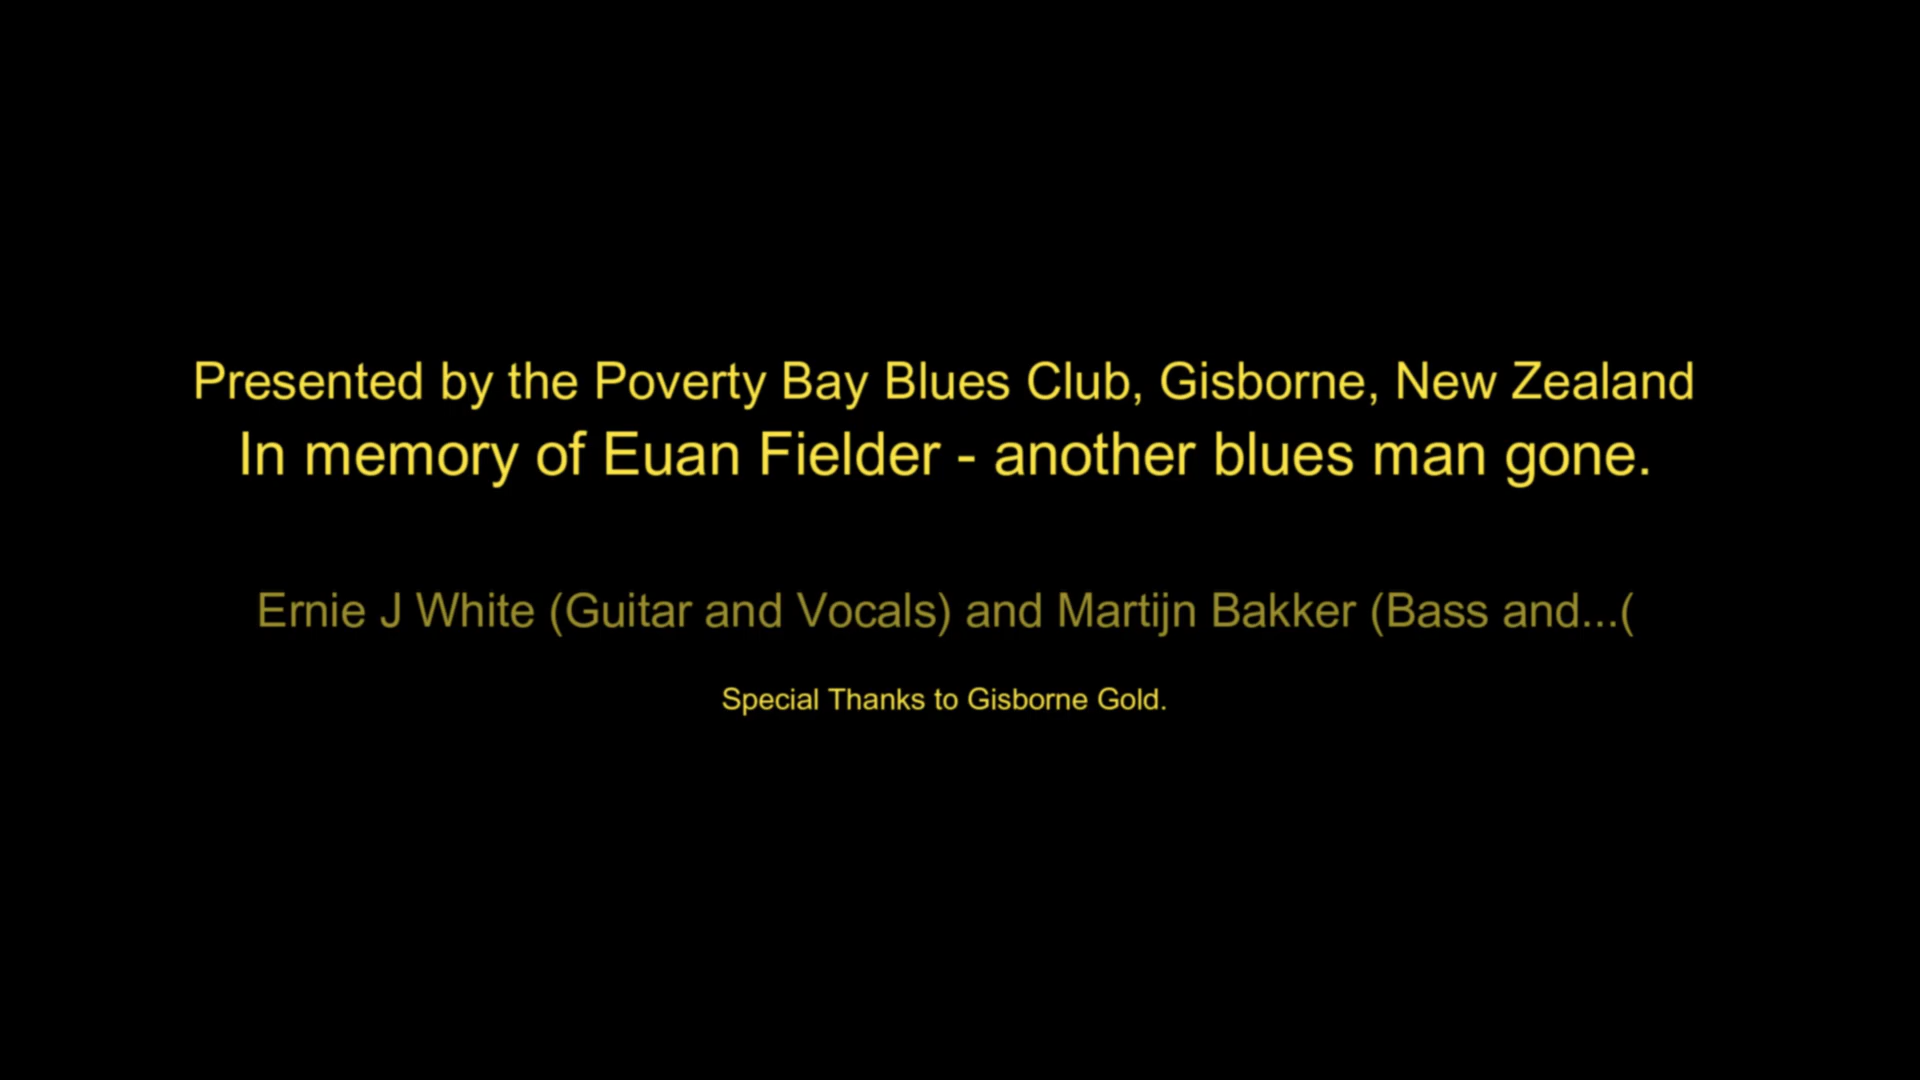 Presented by the Poverty Bay Blues Club, Gisborne, New Zealand
In memory of Euan Fielder - another blues man gone.
Ernie J White (Guitar and Vocals) and Martijn Bakker (Bass and...(
Special Thanks to Gisborne Gold.